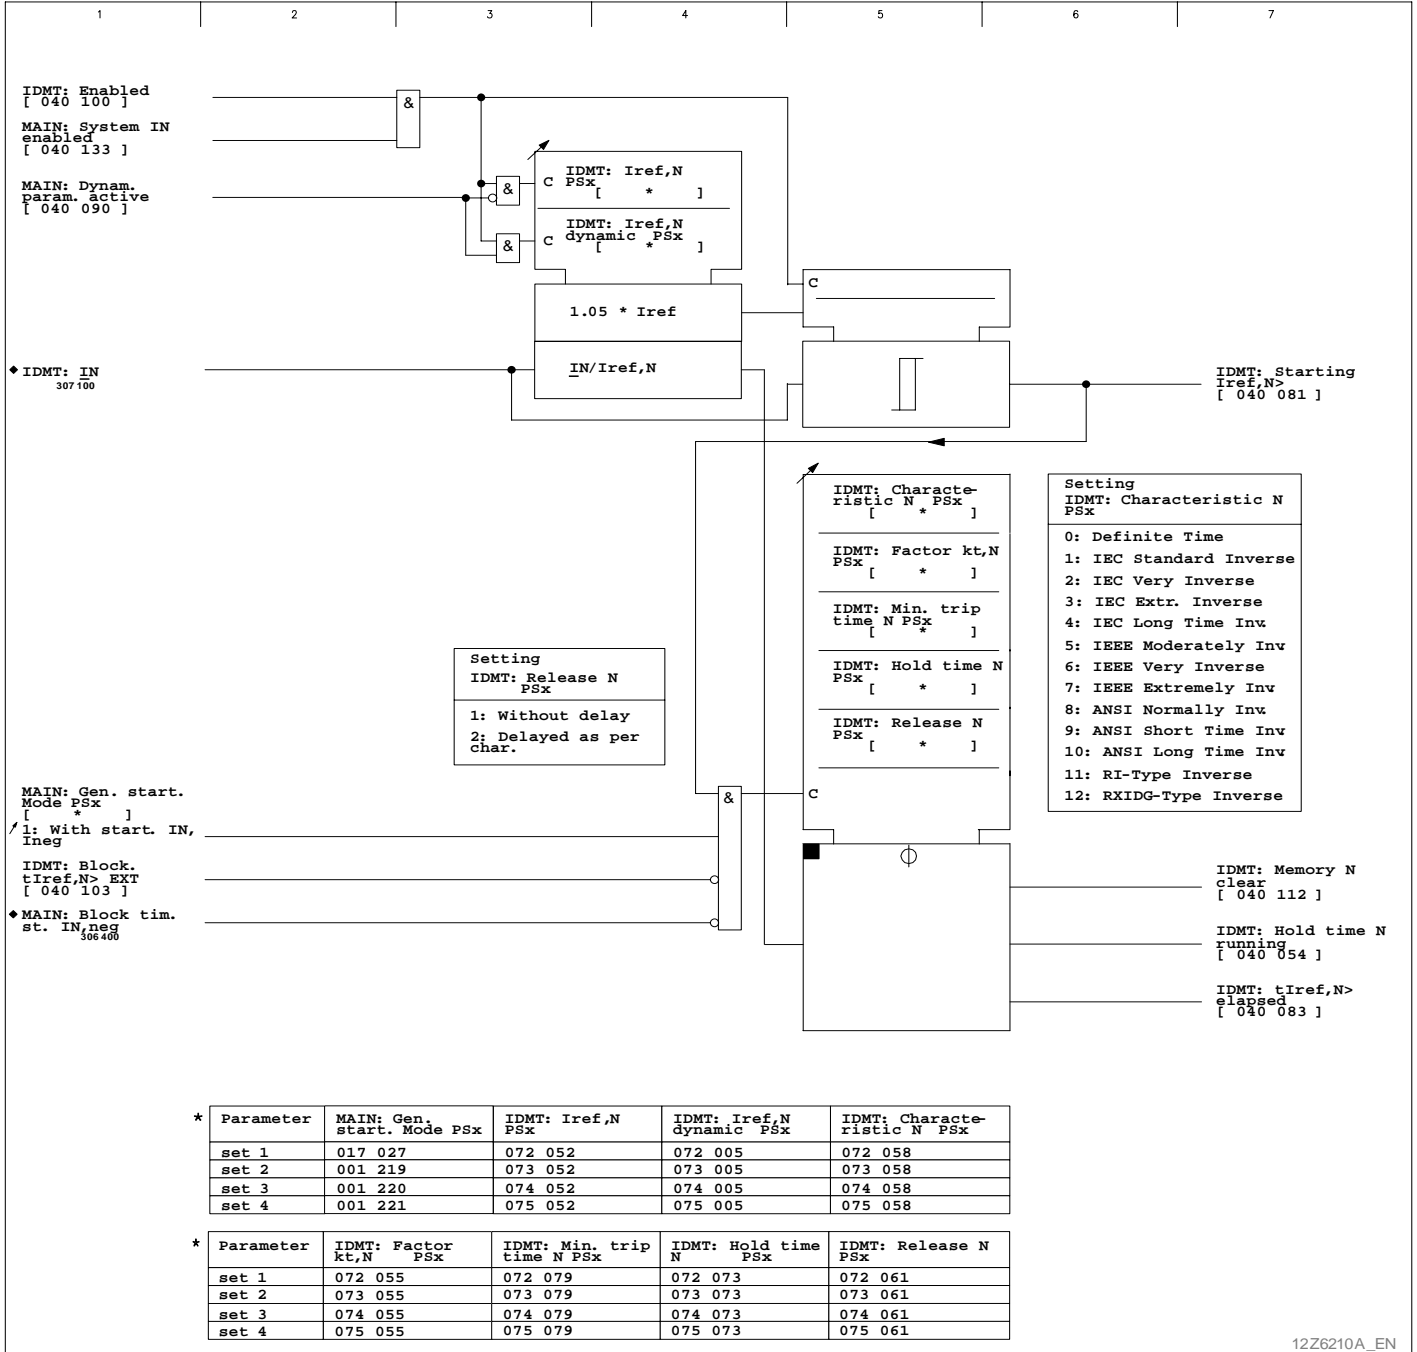 1 2 3 4 5 6 7
IDMT: Enabled
[ 040 100 ]
MAIN: System IN
enabled
[ 040 133 ]
MAIN: Dynam.
param. active
[ 040 090 ]
&
&
&
C
IDMT: Iref,N
PSx
[ * ]
C
IDMT: Iref,N
dynamic PSx
[ * ]
1.05 * Iref
IN/Iref,N
C
IDMT: IN
307 100
IDMT: Starting
Iref,N>
[ 040 081 ]
IDMT: Characte-
ristic N PSx
[ * ]
IDMT: Factor kt,N
PSx
[ * ]
IDMT: Min. trip
time N PSx
[ * ]
IDMT: Hold time N
PSx
[ * ]
IDMT: Release N
PSx
[ * ]
C
Setting
IDMT: Characteristic N
PSx
0: Definite Time
1: IEC Standard Inverse
2: IEC Very Inverse
3: IEC Extr. Inverse
4: IEC Long Time Inv.
5: IEEE Moderately Inv
6: IEEE Very Inverse
7: IEEE Extremely Inv
8: ANSI Normally Inv.
9: ANSI Short Time Inv
10: ANSI Long Time Inv
11: RI-Type Inverse
12: RXIDG-Type Inverse
Setting
IDMT: Release N
PSx
1: Without delay
2: Delayed as per
char.
MAIN: Gen. start.
Mode PSx
[ * ]
1: With start. IN,
Ineg
IDMT: Block.
tIref,N> EXT
[ 040 103 ]
MAIN: Block tim.
st. IN,neg
306 400
&
IDMT: Memory N
clear
[ 040 112 ]
IDMT: Hold time N
running
[ 040 054 ]
IDMT: tIref,N>
elapsed
[ 040 083 ]
* Parameter MAIN: Gen. IDMT: Iref,N IDMT: Iref,N IDMT: Characte-
start. Mode PSx PSx dynamic PSx ristic N PSx
set 1 017 027 072 052 072 005 072 058
set 2 001 219 073 052 073 005 073 058
set 3 001 220 074 052 074 005 074 058
set 4 001 221 075 052 075 005 075 058
* Parameter IDMT: Factor IDMT: Min. trip IDMT: Hold time IDMT: Release N
kt,N PSx time N PSx N PSx PSx
set 1 072 055 072 079 072 073 072 061
set 2 073 055 073 079 073 073 073 061
set 3 074 055 074 079 074 073 074 061
set 4 075 055 075 079 075 073 075 061
12Z6210A_EN